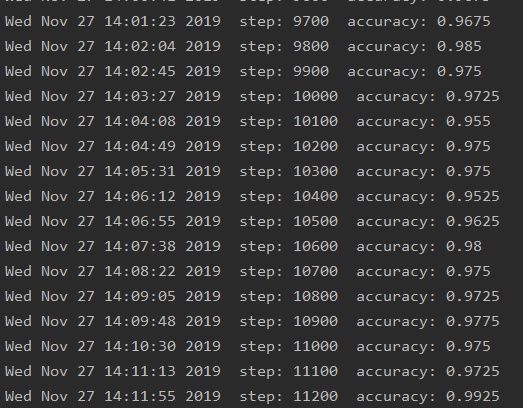 Wed Nov 27 14:01:23 2019  step: 9700  accuracy: 0.9675
Wed Nov 27 14:02:04 2019  step: 9800  accuracy: 0.985
Wed Nov 27 14:02:45 2019  step: 9900  accuracy: 0.975
Wed Nov 27 14:03:27 2019  step: 10000  accuracy: 0.9725
Wed Nov 27 14:04:08 2019  step: 10100  accuracy: 0.955
Wed Nov 27 14:04:49 2019  step: 10200  accuracy: 0.975
Wed Nov 27 14:05:31 2019  step: 10300  accuracy: 0.975
Wed Nov 27 14:06:12 2019  step: 10400  accuracy: 0.9525
Wed Nov 27 14:06:55 2019  step: 10500  accuracy: 0.9625
Wed Nov 27 14:07:38 2019  step: 10600  accuracy: 0.98
Wed Nov 27 14:08:22 2019  step: 10700  accuracy: 0.975
Wed Nov 27 14:09:05 2019  step: 10800  accuracy: 0.9725
Wed Nov 27 14:09:48 2019  step: 10900  accuracy: 0.9775
Wed Nov 27 14:10:30 2019  step: 11000  accuracy: 0.975
Wed Nov 27 14:11:13 2019  step: 11100  accuracy: 0.9725
Wed Nov 27 14:11:55 2019  step: 11200  accuracy: 0.9925